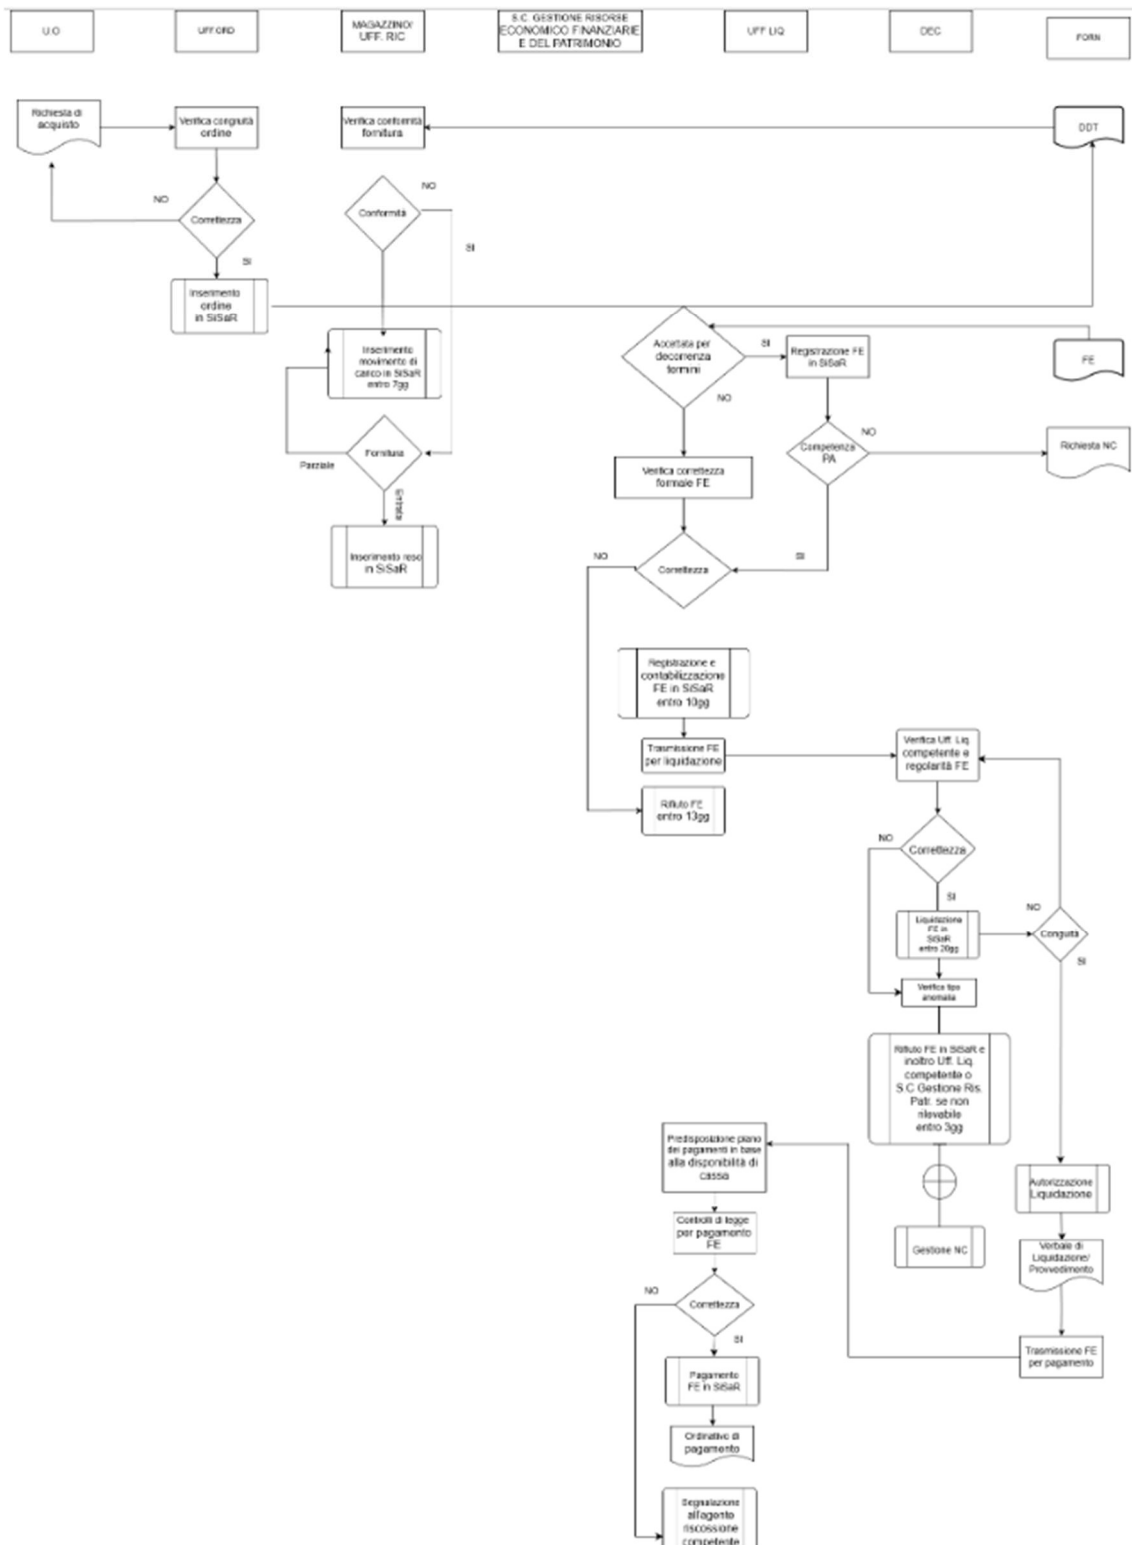 U.O
UFF.ORD
MAGAZZINO/
UFF. RIC
S.C. GESTIONE RISORSE
ECONOMICO FINANZIARIE
E DEL PATRIMONIO
UFF LIQ
DEC
FORN
Richiesta di
acquisto
Verifica congruità
ordine
Verifica conformità
fornitura
DDT
NO
Correttezza
SI
Inserimento
ordine
in SiSaR
Conformità
NO
SI
Inserimento
movimento di
carico in SiSaR
entro 7gg
Fornitura
Parziale
Entrata
Inserimento reso
in SiSaR
Accettata per
decorrenza
termini
SI
NO
Registrazione FE
in SiSaR
FE
Competenza
PA
NO
Richiesta NC
Verifica correttezza
formale FE
NO
Correttezza
SI
Registrazione e
contabilizzazione
FE in SiSaR
entro 10gg
Trasmissione FE
per liquidazione
Rifiuto FE
entro 13gg
Verifica Uff. Liq
competente e
regolarità FE
NO
Correttezza
SI
Liquidazione
FE in
SiSaR
entro 20gg
NO
Conguità
SI
Verifica tipo
anomalia
Rifiuto FE in SiSaR e
inoltro Uff. Liq.
competente o
S.C Gestione Ris.
Patr. se non
rilevabile
entro 3gg
Gestione NC
Autorizzazione
Liquidazione
Verbale di
Liquidazione/
Provvedimento
Trasmissione FE
per pagamento
Predisposizione piano
dei pagamenti in base
alla disponibilità di
cassa
Controlli di legge
per pagamento
FE
NO
Correttezza
SI
Pagamento
FE in SiSaR
Ordinativo di
pagamento
Segnalazione
all'agente
riscossione
competente